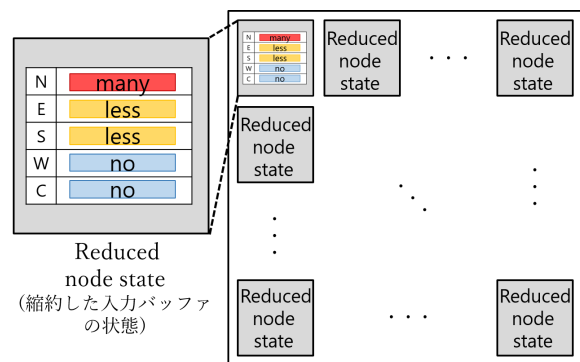 N many
E less
S less
W no
C no
Reduced
node state
(縮約した入力バッファ
の状態)
N many
E less
S less
W no
C no
Reduced
node
state
. . .
Reduced
node
state
Reduced
node
state
Reduced
node
state
. . .
Reduced
node
state